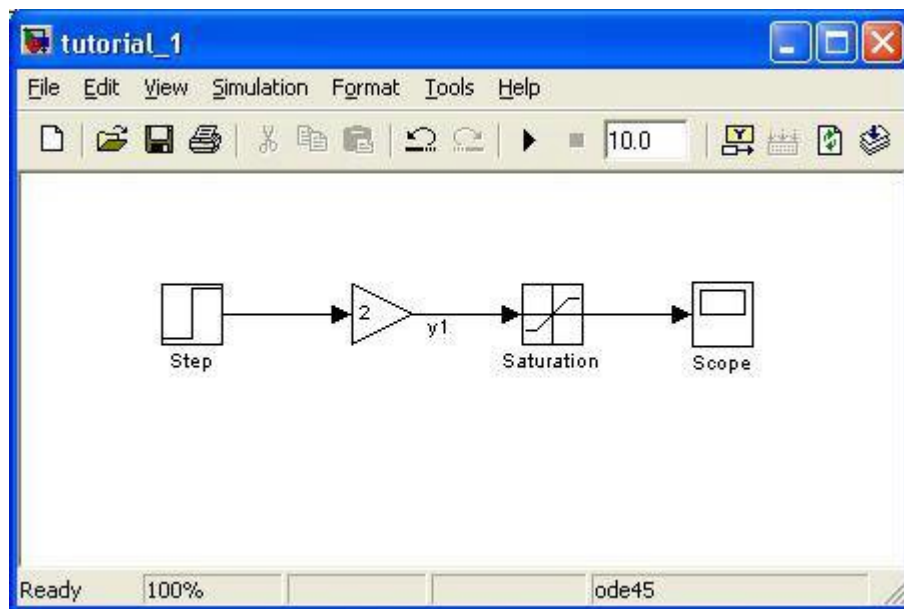 tutorial_1
File Edit View Simulation Format Tools Help
10.0
2
y1
Step
Saturation
Scope
Ready 100% ode45